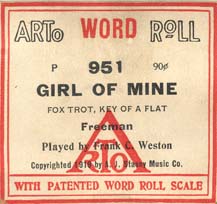 ARTo WORD RoLL
P 951 90¢
GIRL OF MINE
FOX TROT, KEY OF A FLAT
Freeman
Played by Frank C. Weston
Copyrighted 1919 by A.J. Stasny Music Co.
WITH PATENTED WORD ROLL SCALE